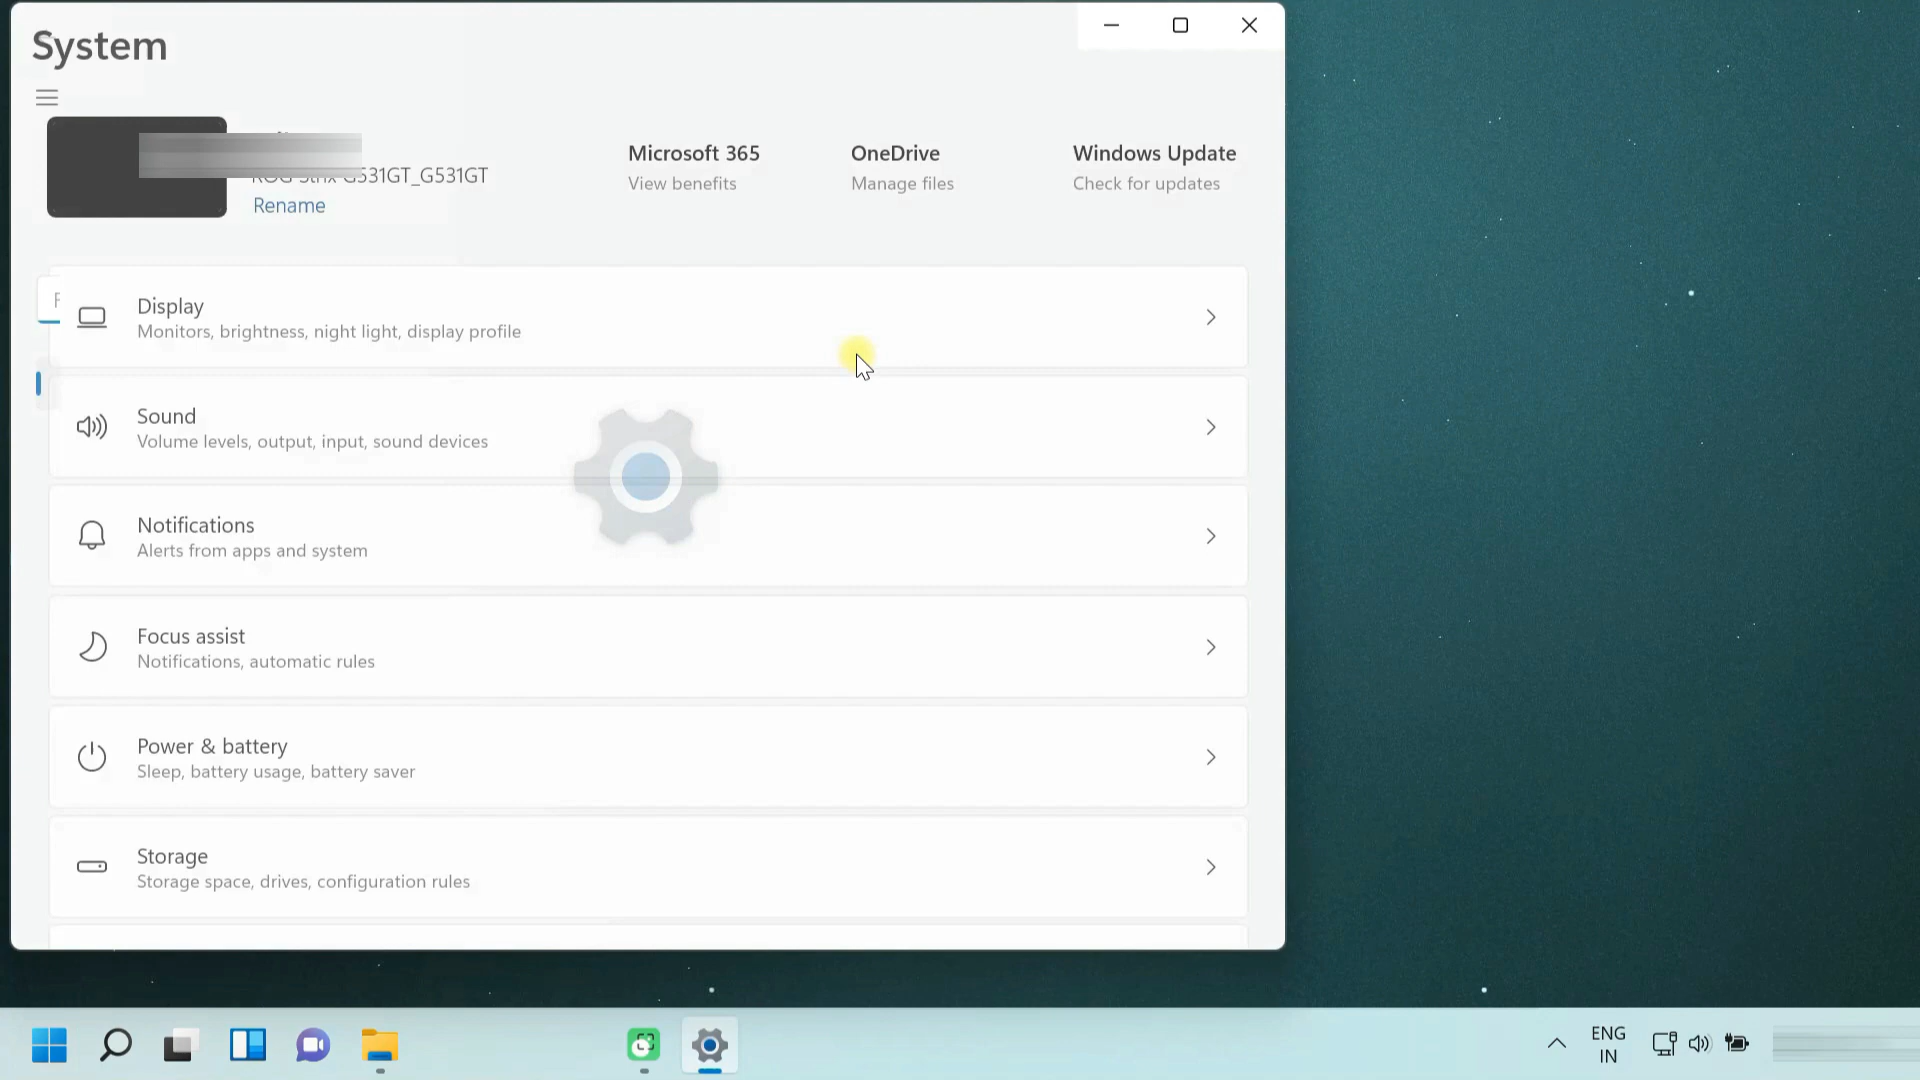 System
G531GT_G531GT
Rename
Microsoft 365
View benefits
OneDrive
Manage files
Windows Update
Check for updates
Display
Monitors, brightness, night light, display profile
Sound
Volume levels, output, input, sound devices
Notifications
Alerts from apps and system
Focus assist
Notifications, automatic rules
Power & battery
Sleep, battery usage, battery saver
Storage
Storage space, drives, configuration rules
ENG
IN